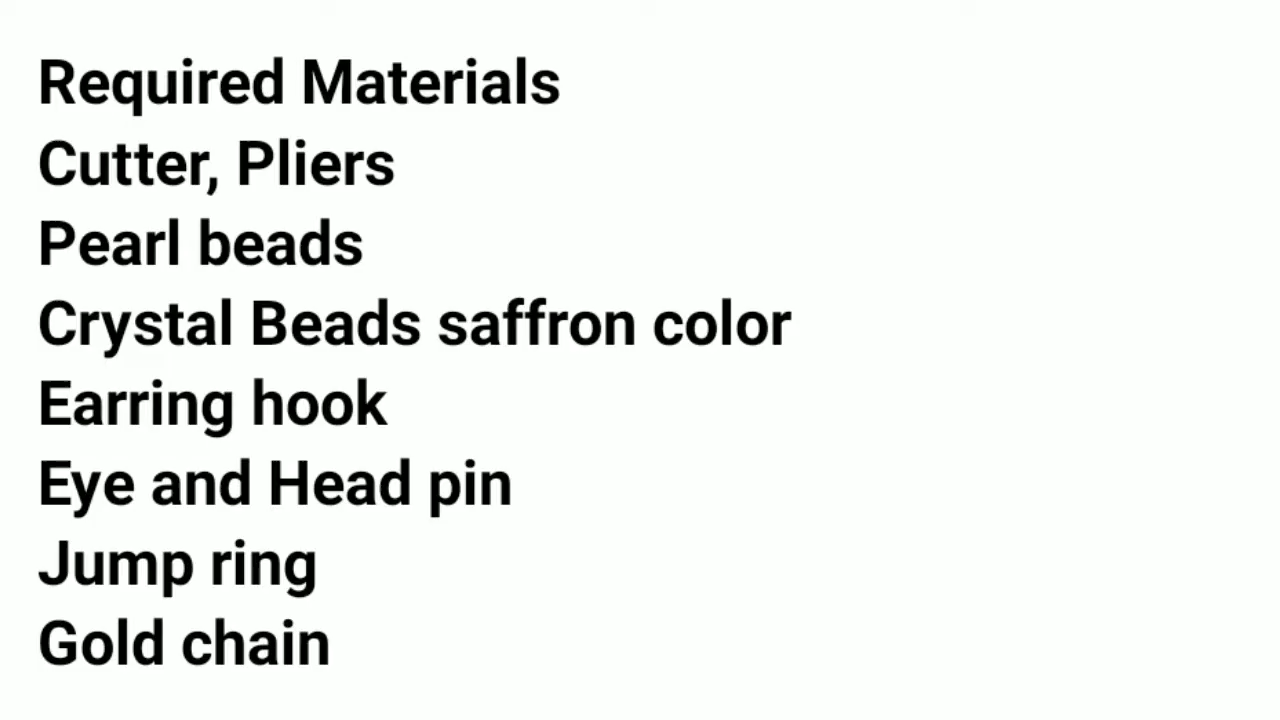 Required Materials
Cutter, Pliers
Pearl beads
Crystal Beads saffron color
Earring hook
Eye and Head pin
Jump ring
Gold chain